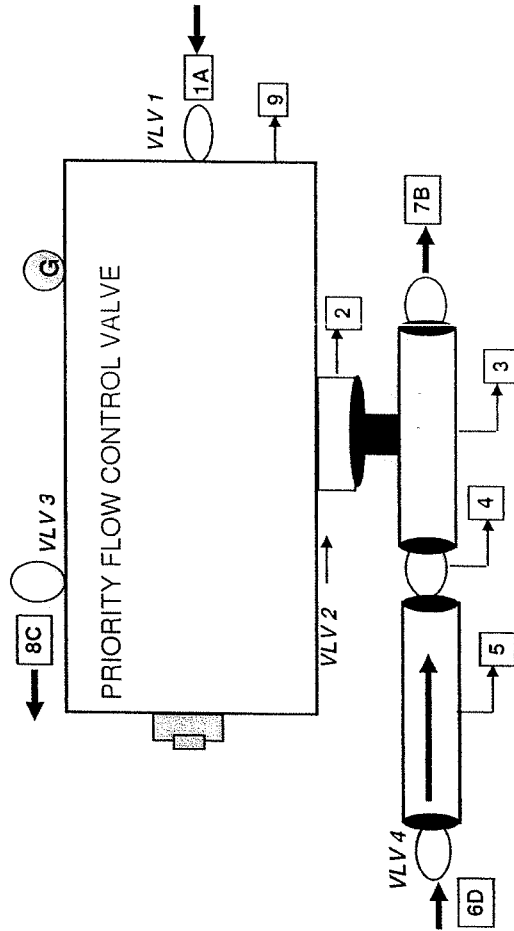 8C
VLV 3
G
VLV 1
1A
PRIORITY FLOW CONTROL VALVE
9
VLV 2
2
7B
3
4
5
VLV 4
6D